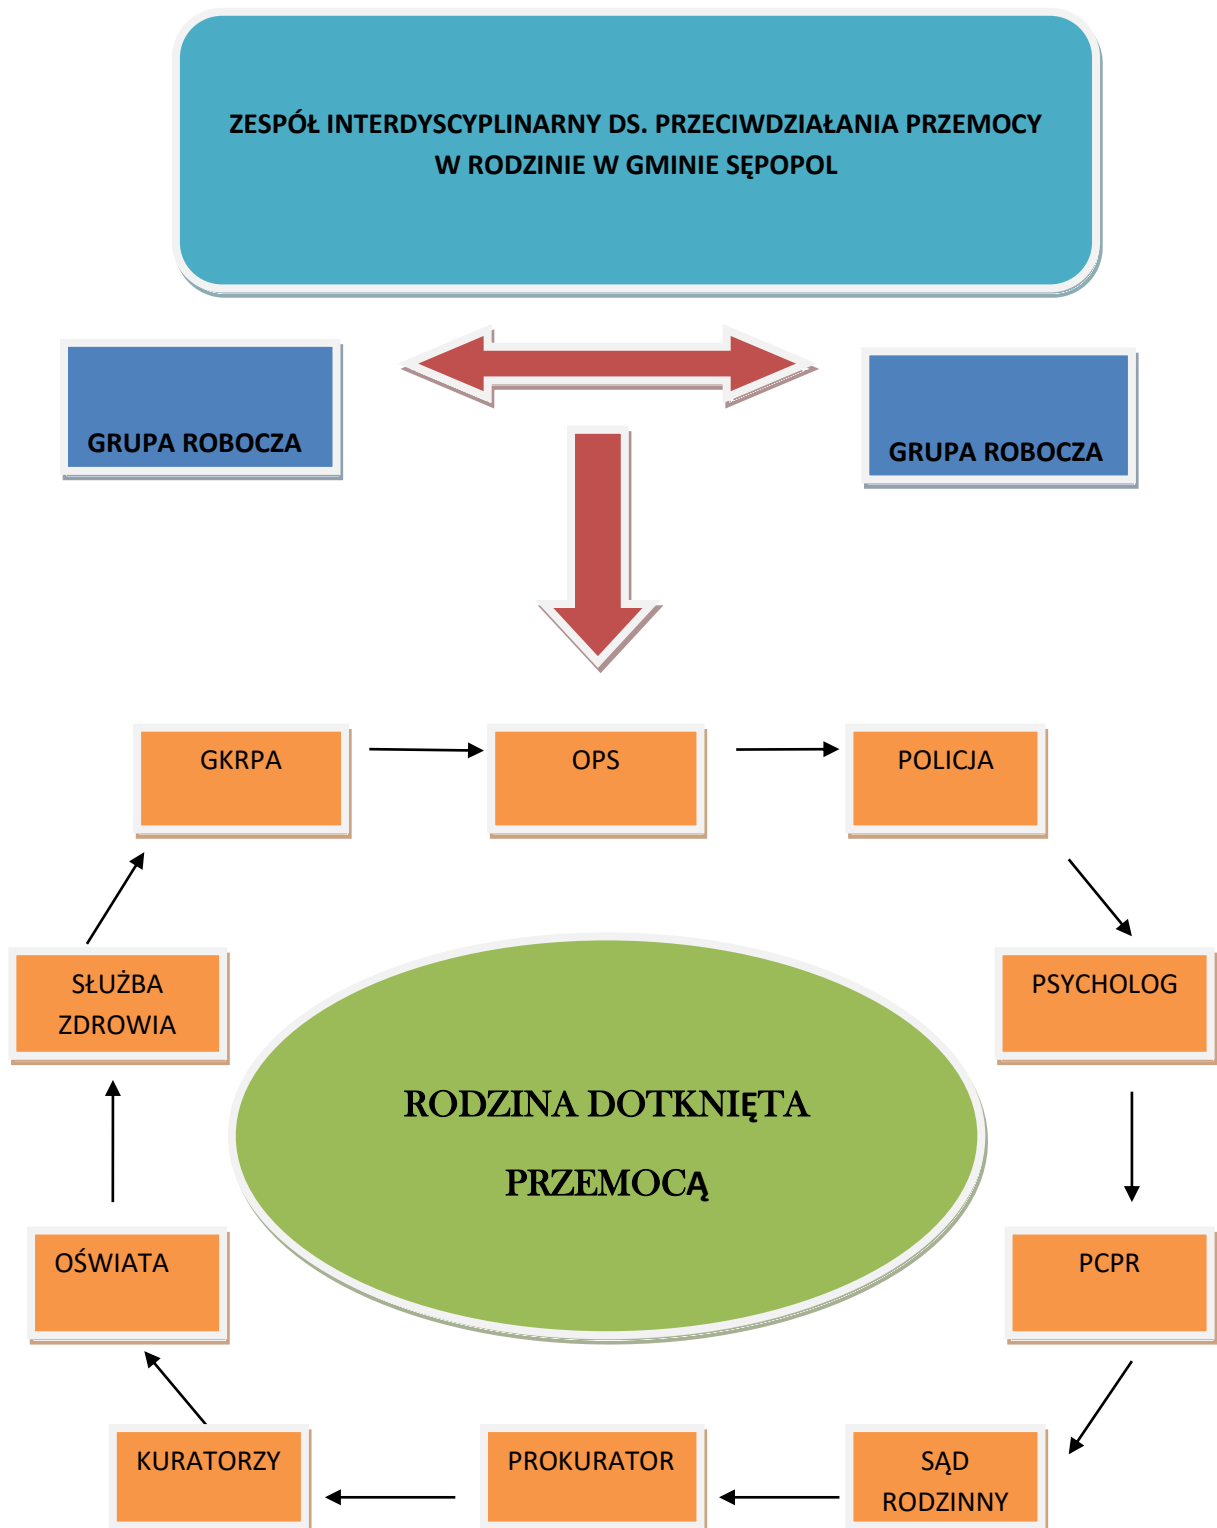 ZESPÓŁ INTERDYSCYPLINARNY DS. PRZECIWDZIAŁANIA PRZEMOCY
W RODZINIE W GMINIE SĘPOPOL
GRUPA ROBOCZA
GRUPA ROBOCZA
GKRPA
OPS
POLICJA
SŁUŻBA
ZDROWIA
PSYCHOLOG
RODZINA DOTKNIĘTA
PRZEMOCĄ
OŚWIATA
PCPR
KURATORZY
PROKURATOR
SĄD
RODZINNY